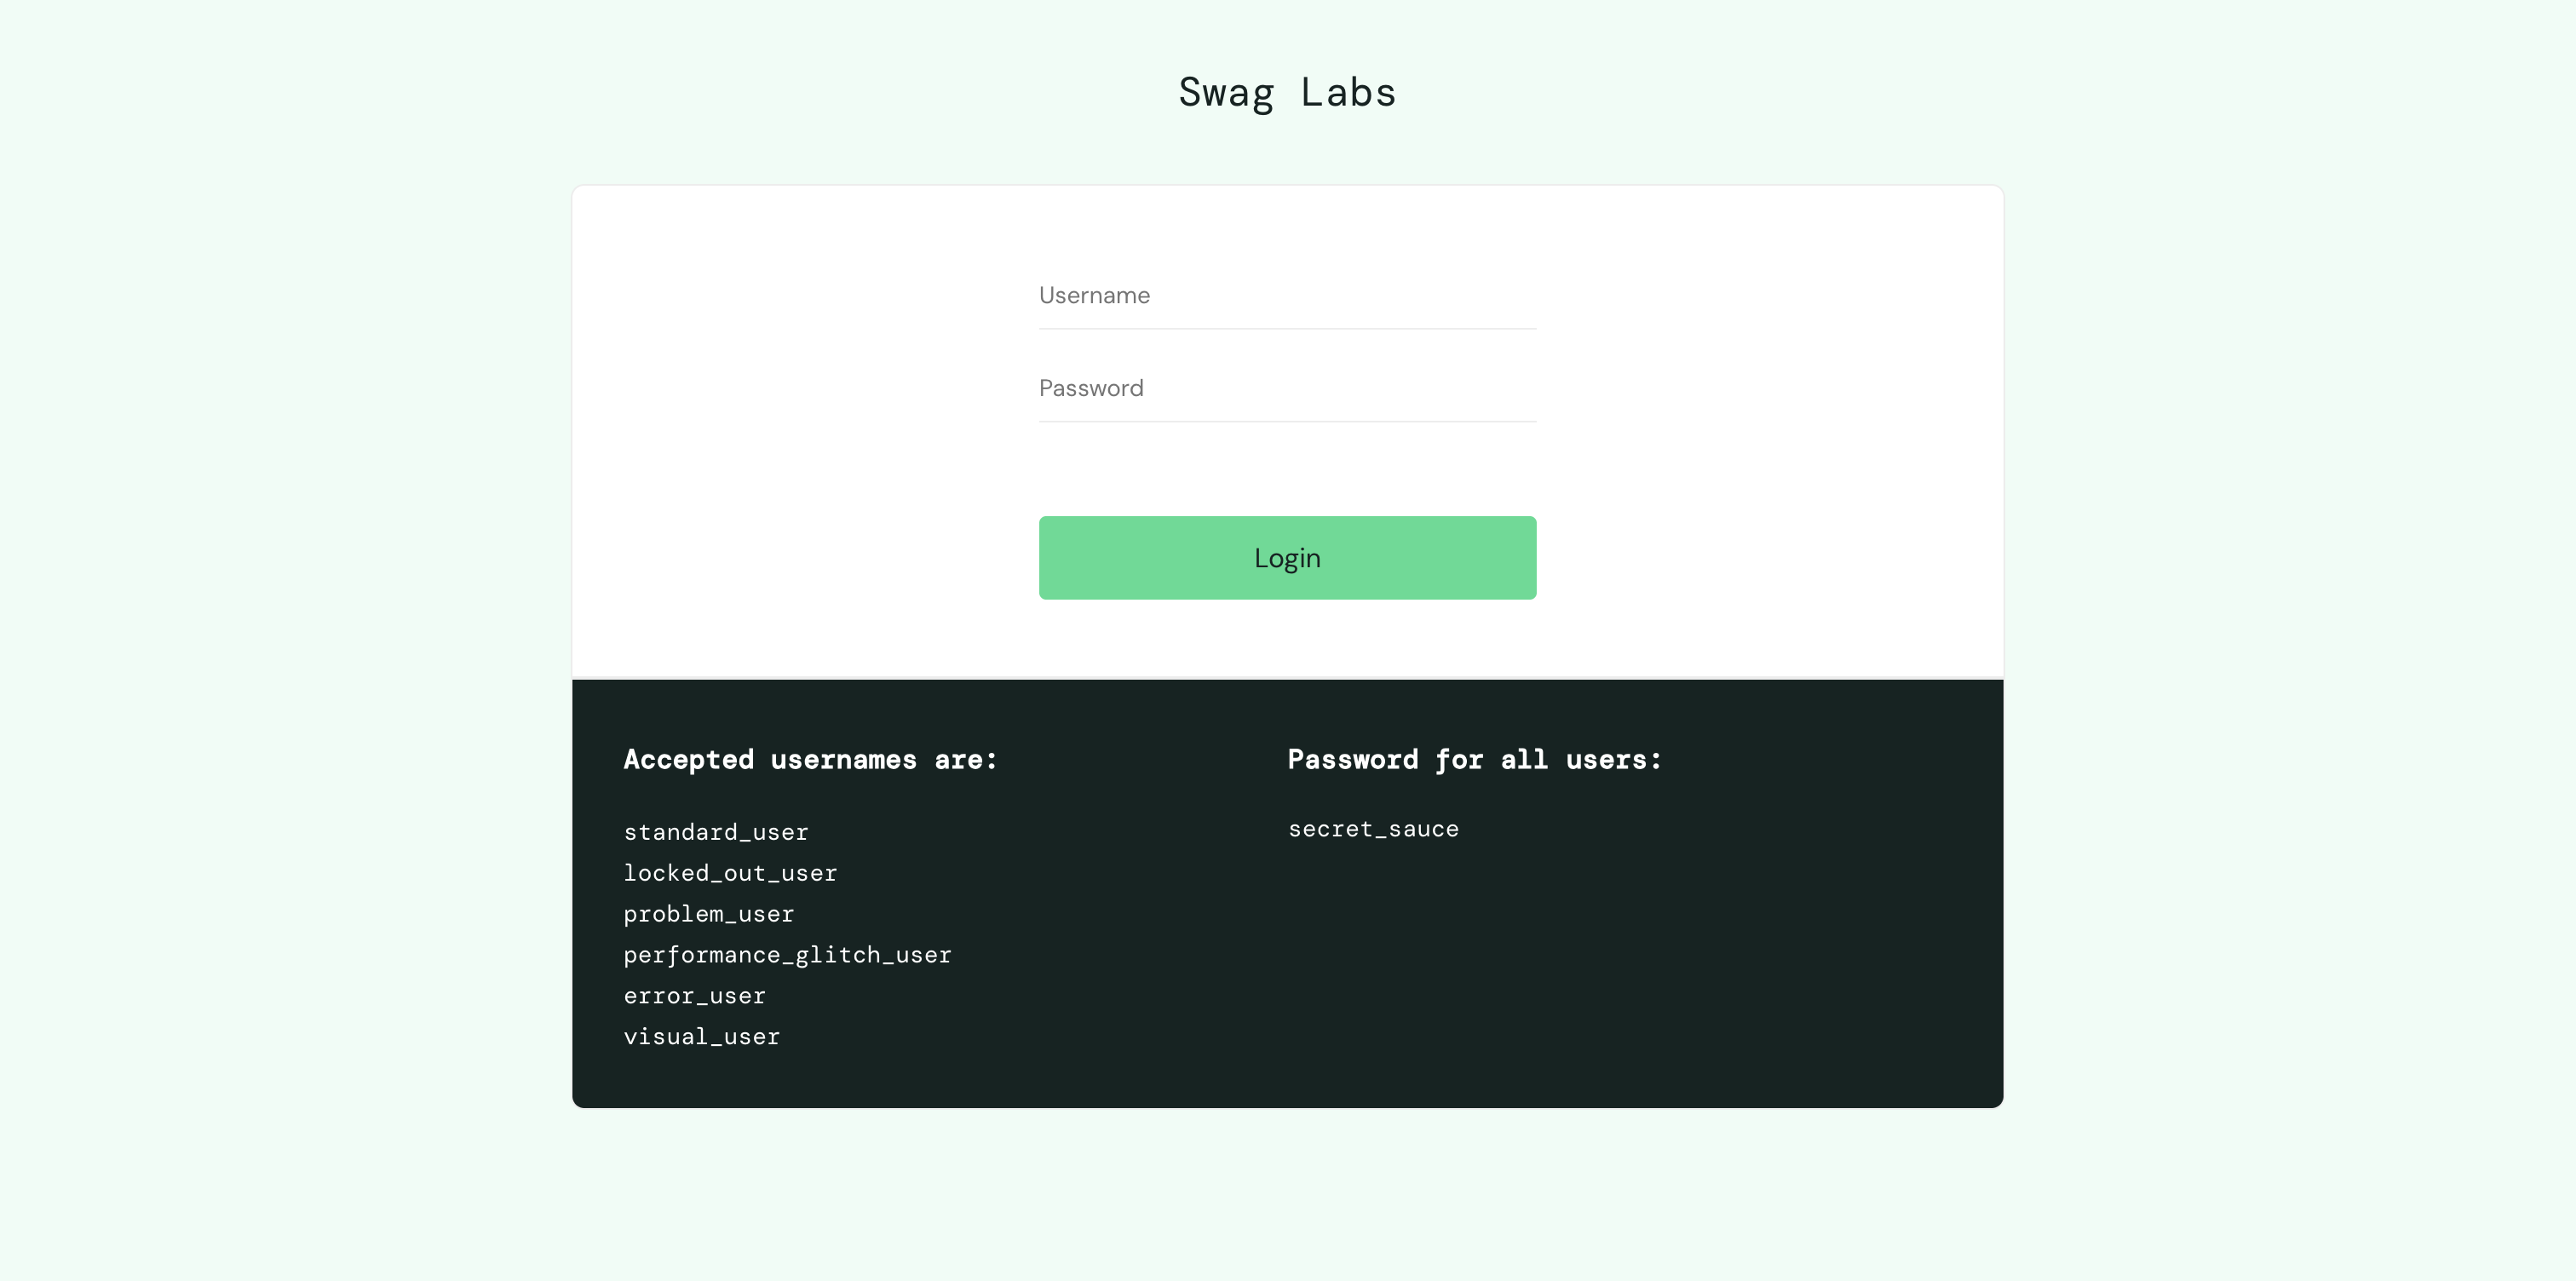 Swag Labs
Username
Password
Login
Accepted usernames are:
standard_user
locked_out_user
problem_user
performance_glitch_user
error_user
visual_user
Password for all users:
secret_sauce